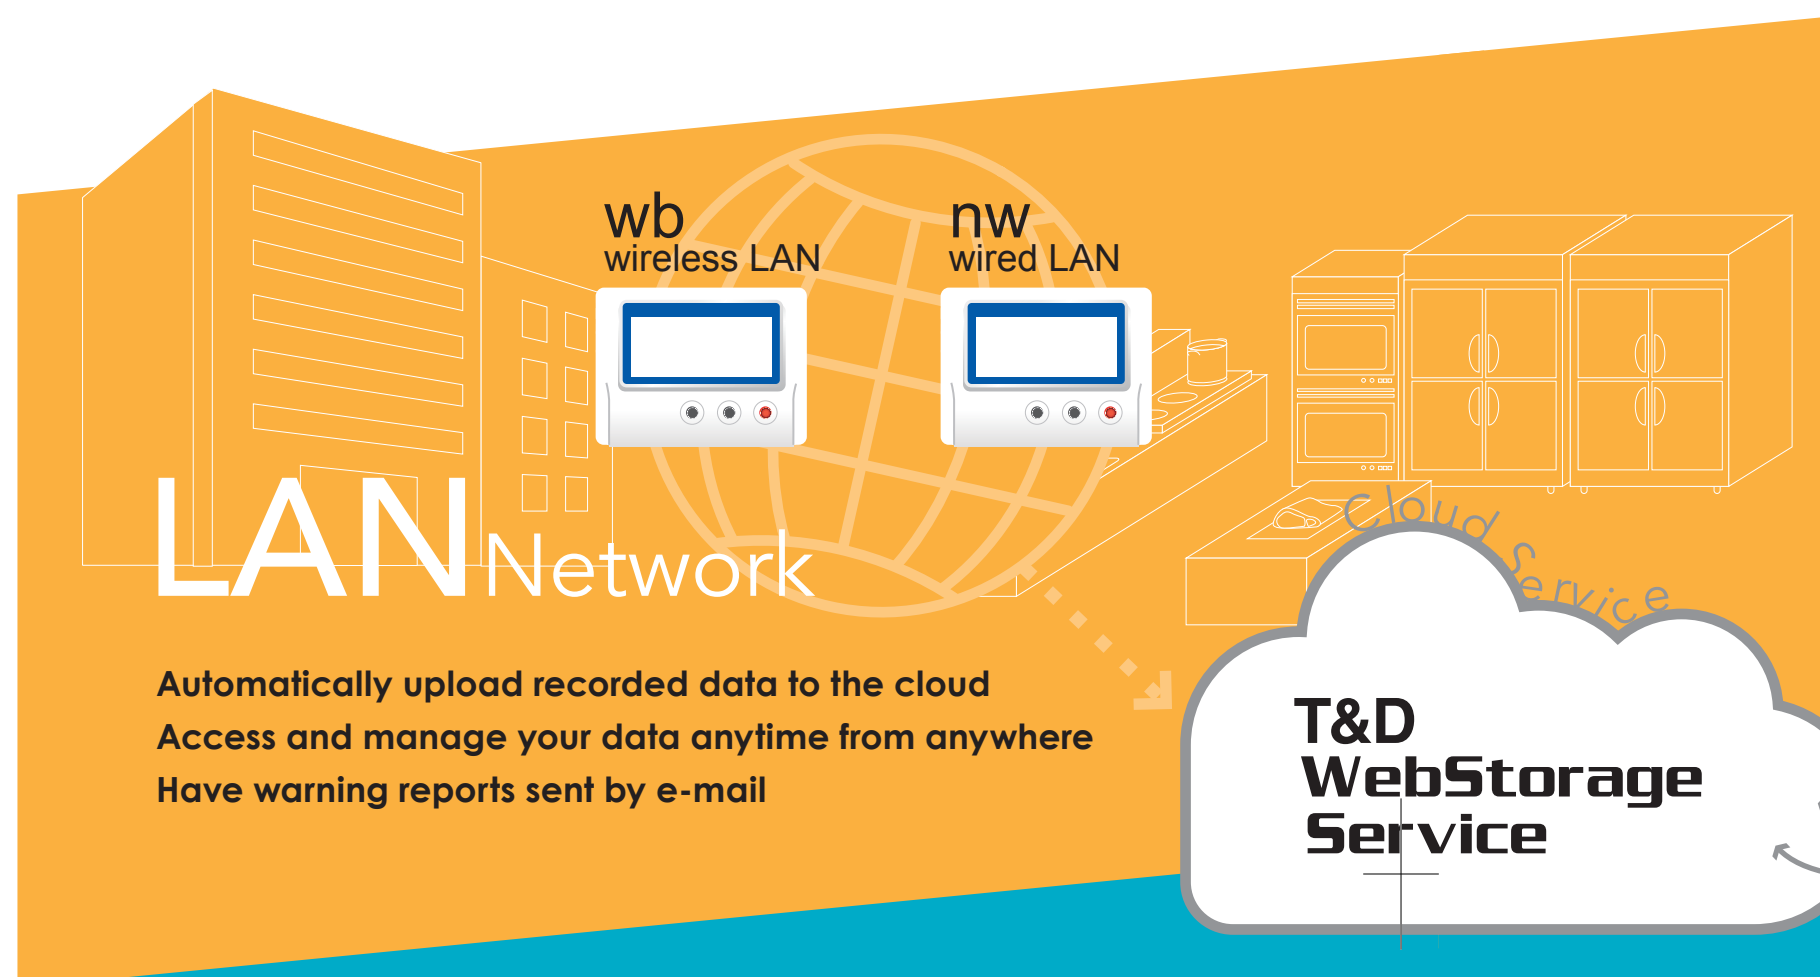 wb
wireless LAN
nw
wired LAN
LAN Network
Cloud Service
Automatically upload recorded data to the cloud
Access and manage your data anytime from anywhere
Have warning reports sent by e-mail
T&D
WebStorage
Service